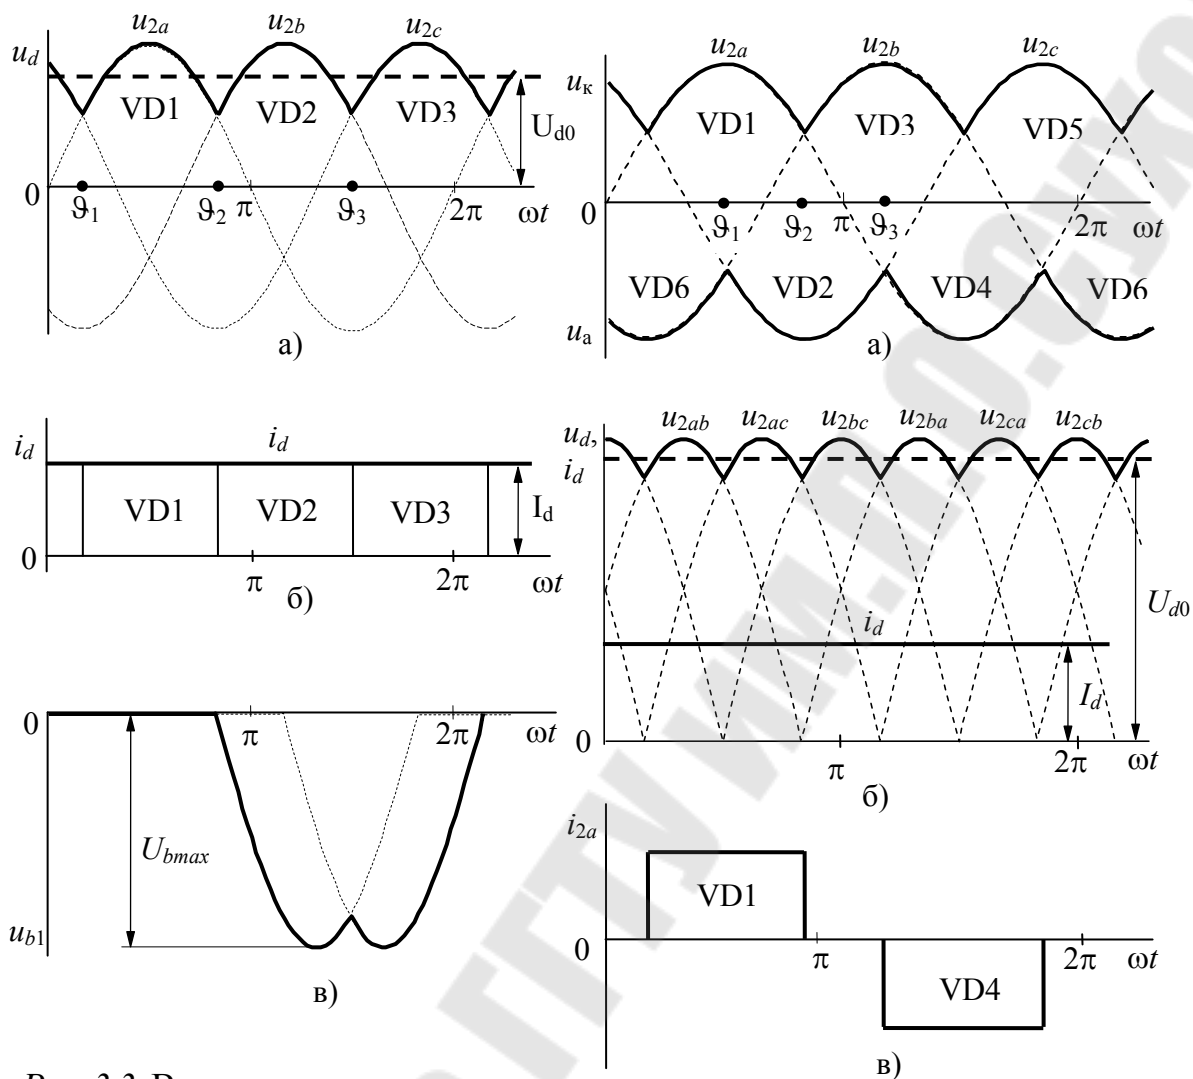 u2a u2b u2c
ud
VD1 VD2 VD3
Ud0
0
ϑ1 ϑ2 π ϑ3 2π ωt
а)
id
id
VD1 VD2 VD3
Id
0
π 2π ωt
б)
0
π 2π ωt
Ubmax
ub1
в)
u2a u2b u2c
uк
VD1 VD3 VD5
0
ϑ1 ϑ2 π ϑ3 2π ωt
VD6 VD2 VD4 VD6
uа
а)
u2ab u2ac u2bc u2ba u2ca u2cb
ud,
id
Ud0
id
Id
0
π 2π ωt
б)
i2a
VD1
0
π 2π ωt
VD4
в)
ГГТУ им.П.О.Сухо